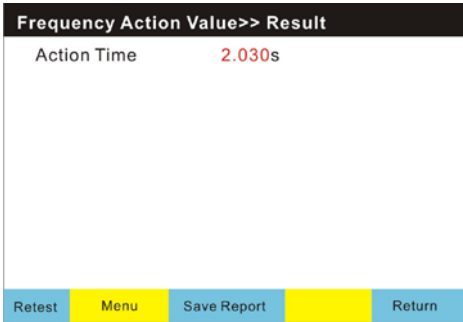 Frequency Action Value>> Result
Action Time 2.030s
Retest Menu Save Report Return